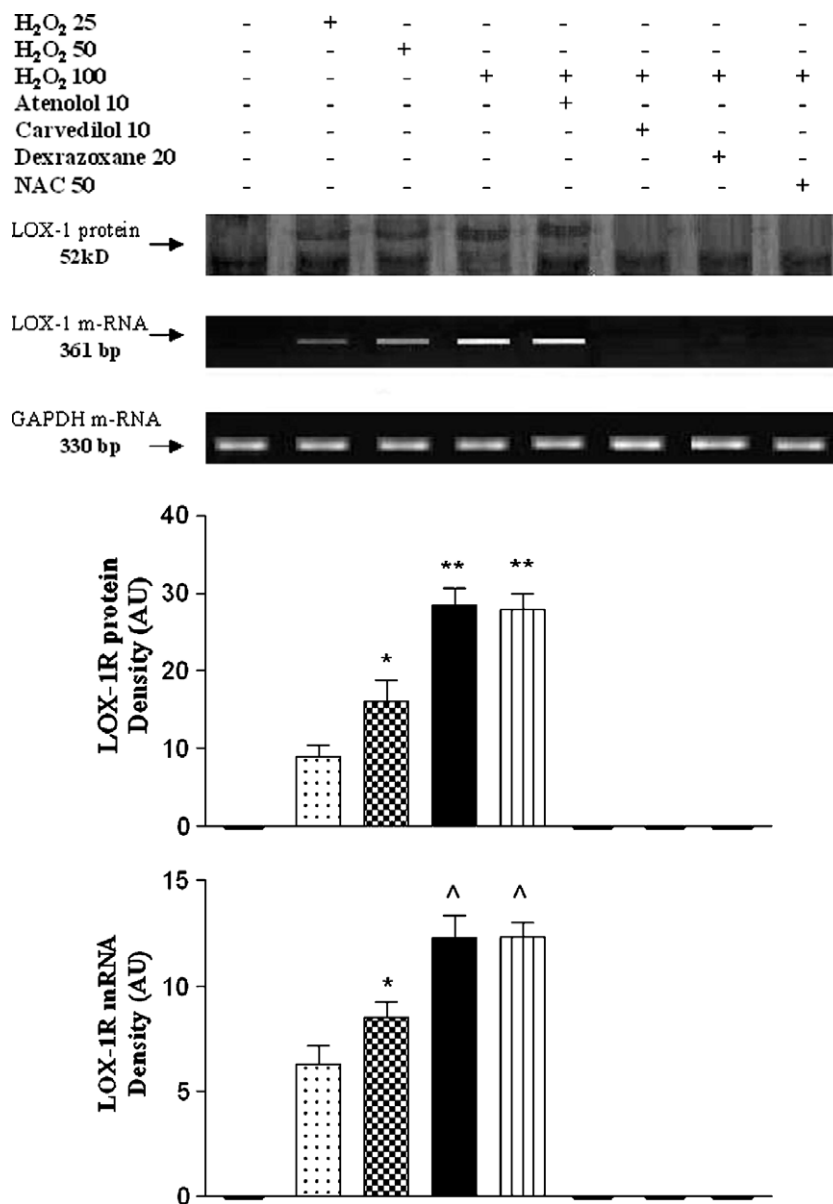 H₂O₂ 25 - + - - - - - -
H₂O₂ 50 - - + - - - - -
H₂O₂ 100 - - - + + + + +
Atenolol 10 - - - - + - - -
Carvedilol 10 - - - - - + - -
Dexrazoxane 20 - - - - - - + -
NAC 50 - - - - - - - +
LOX-1 protein
52kD
LOX-1 m-RNA
361 bp
GAPDH m-RNA
330 bp
LOX-1R protein
Density (AU)
40
30
20
10
0
* ** **
LOX-1R mRNA
Density (AU)
15
10
5
0
* ^ ^